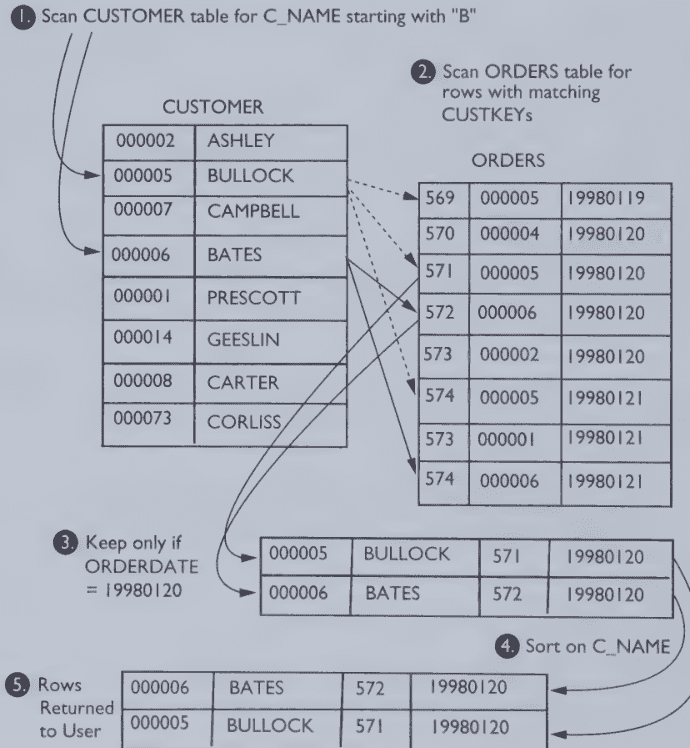 1. Scan CUSTOMER table for C_NAME starting with "B"
2. Scan ORDERS table for
rows with matching
CUSTKEYs
CUSTOMER
000002 ASHLEY
000005 BULLOCK
000007 CAMPBELL
000006 BATES
000001 PRESCOTT
000014 GEESLIN
000008 CARTER
000073 CORLISS
ORDERS
569 000005 19980119
570 000004 19980120
571 000005 19980120
572 000006 19980120
573 000002 19980120
574 000005 19980121
573 000001 19980121
574 000006 19980121
3. Keep only if
ORDERDATE
= 19980120
000005 BULLOCK 571 19980120
000006 BATES 572 19980120
4. Sort on C_NAME
5. Rows
Returned
to User
000006 BATES 572 19980120
000005 BULLOCK 571 19980120